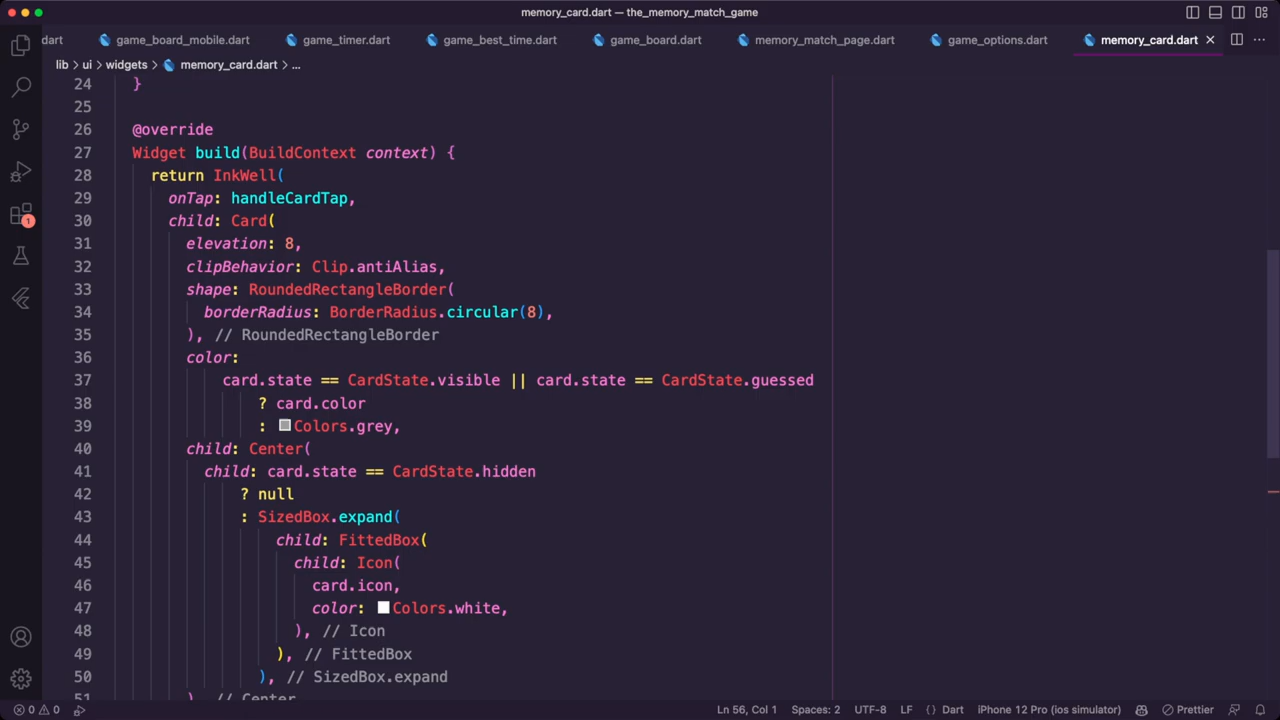 memory_card.dart — the_memory_match_game
dart game_board_mobile.dart game_timer.dart game_best_time.dart game_board.dart memory_match_page.dart game_options.dart memory_card.dart
lib > ui > widgets > memory_card.dart > ...
24 }
25
26 @override
27 Widget build(BuildContext context) {
28 return InkWell(
29 onTap: handleCardTap,
30 child: Card(
31 elevation: 8,
32 clipBehavior: Clip.antiAlias,
33 shape: RoundedRectangleBorder(
34 borderRadius: BorderRadius.circular(8),
35 ), // RoundedRectangleBorder
36 color:
37 card.state == CardState.visible || card.state == CardState.guessed
38 ? card.color
39 : Colors.grey,
40 child: Center(
41 child: card.state == CardState.hidden
42 ? null
43 : SizedBox.expand(
44 child: FittedBox(
45 child: Icon(
46 card.icon,
47 color: Colors.white,
48 ), // Icon
49 ), // FittedBox
50 ), // SizedBox.expand
51 ), // Center
1
0 0 Ln 56, Col 1 Spaces: 2 UTF-8 LF {} Dart iPhone 12 Pro (ios simulator) Prettier